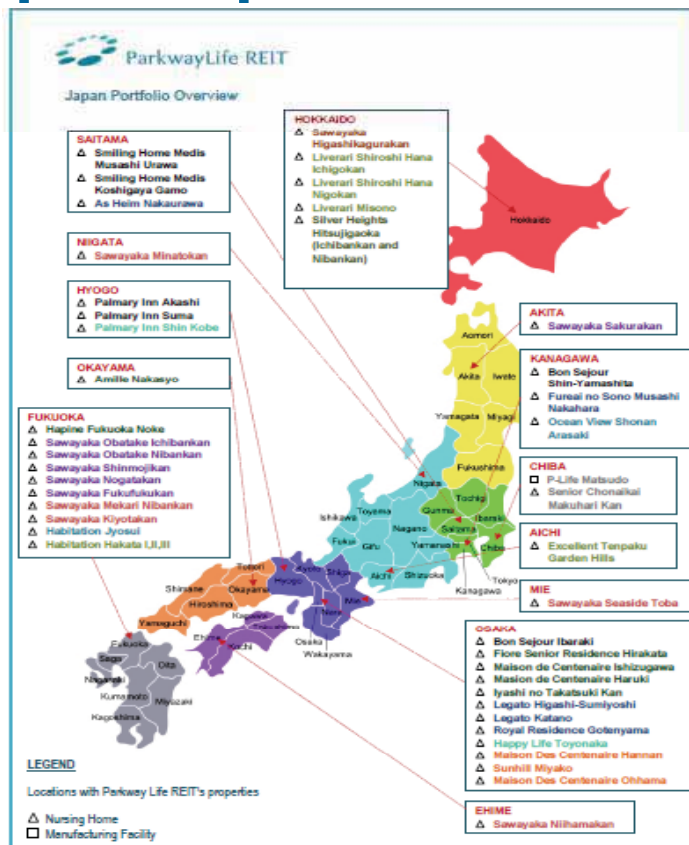 ParkwayLife REIT
Japan Portfolio Overview
SAITAMA
△ Smiling Home Medis
Musashi Urawa
△ Smiling Home Medis
Koshigaya Gamo
△ As Heim Nakaurawa
HOKKAIDO
△ Sawayaka
Higashikagurakan
△ Liverari Shiroshi Hana
Ichigokan
△ Liverari Shiroshi Hana
Nigokan
△ Liverari Misono
△ Silver Heights
Hitsujigaoka
(Ichibankan and
Nibankan)
NIIGATA
△ Sawayaka Minatokan
HYOGO
△ Palmary Inn Akashi
△ Palmary Inn Suma
△ Palmary Inn Shin Kobe
OKAYAMA
△ Amille Nakasyo
FUKUOKA
△ Hapine Fukuoka Noke
△ Sawayaka Obatake Ichibankan
△ Sawayaka Obatake Nibankan
△ Sawayaka Shinmojikan
△ Sawayaka Nogatakan
△ Sawayaka Fukufukukan
△ Sawayaka Mekari Nibankan
△ Sawayaka Kiyotakan
△ Habitation Jyosui
△ Habitation Hakata I,II,III
AKITA
△ Sawayaka Sakurakan
KANAGAWA
△ Bon Sejour
Shin-Yamashita
△ Fureai no Sono Musashi
Nakahara
△ Ocean View Shonan
Arasaki
CHIBA
□ P-Life Matsudo
△ Senior Chonaikai
Makuhari Kan
AICHI
△ Excellent Tenpaku
Garden Hills
MIE
△ Sawayaka Seaside Toba
OSAKA
△ Bon Sejour Ibaraki
△ Fiore Senior Residence Hirakata
△ Maison de Centenaire Ishizugawa
△ Masion de Centenaire Haruki
△ Iyashi no Takatsuki Kan
△ Legato Higashi-Sumiyoshi
△ Legato Katano
△ Royal Residence Gotenyama
△ Happy Life Toyonaka
△ Maison Des Centenaire Hannan
△ Sunhill Miyako
△ Maison Des Centenaire Ohhama
EHIME
△ Sawayaka Niihamakan
Hokkaido
Aomori
Akita
Iwate
Yamagata
Miyagi
Fukushima
Nigata
Tochigi
Gunma
Ibaraki
Toyama
Ishikawa
Nagano
Saitama
Fukui
Gifu
Yamanashi
Chiba
Aichi
Shizuoka
Tokyo
Kanagawa
Tottori
Kyoto
Shiga
Hyogo
Shimane
Okayama
Mie
Hiroshima
Nara
Yamaguchi
Kagawa
Osaka
Wakayama
Ehime
Kochi
Fukuoka
Saga
Oita
Nagasaki
Kumamoto
Miyazaki
Kagoshima
LEGEND
Locations with Parkway Life REIT's properties
△ Nursing Home
□ Manufacturing Facility